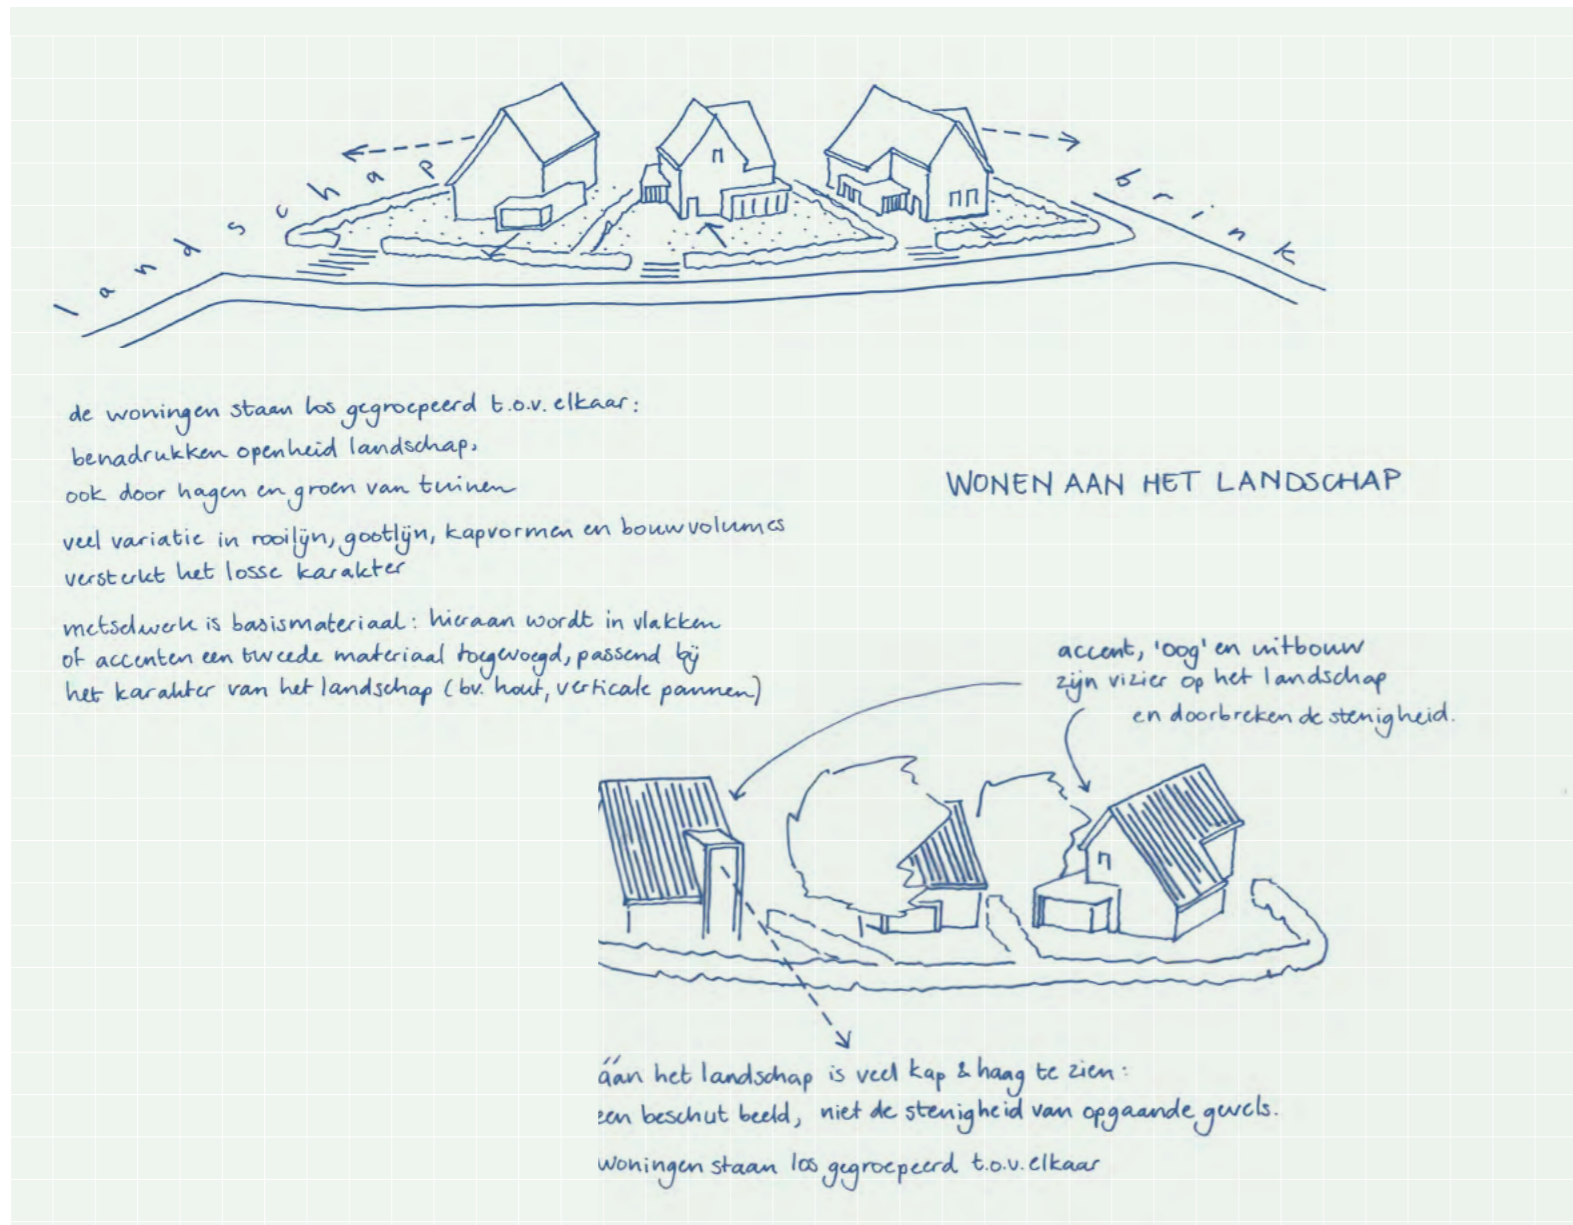 landschap
brink
de woningen staan los gegroepeerd t.o.v. elkaar:
benadrukken openheid landschap,
ook door hagen en groen van tuinen
veel variatie in rooilijn, gootlijn, kapvormen en bouwvolumes
versterkt het losse karakter
metselwerk is basismateriaal: hieraan wordt in vlakken
of accenten een tweede materiaal toegevoegd, passend bij
het karakter van het landschap (bv. hout, verticale pannen)
WONEN AAN HET LANDSCHAP
accent, 'oog' en uitbouw
zijn vizier op het landschap
en doorbreken de stenigheid.
áán het landschap is veel kap & haag te zien:
een beschut beeld, niet de stenigheid van opgaande gevels.
woningen staan los gegroepeerd t.o.v. elkaar